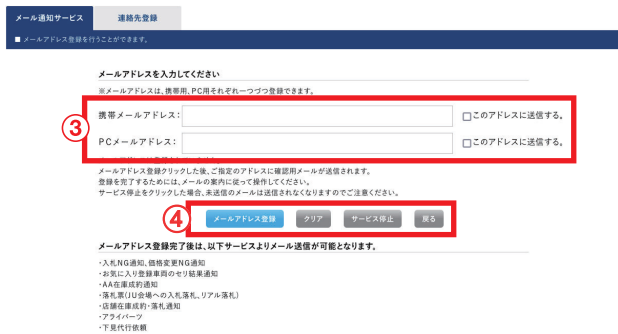 メール通知サービス 連絡先登録
■ メールアドレス登録を行うことができます。
メールアドレスを入力してください
※メールアドレスは、携帯用、PC用それぞれ一つづつ登録できます。
③
携帯メールアドレス： □このアドレスに送信する。
PCメールアドレス： □このアドレスに送信する。
メールアドレス登録クリックした後、ご指定のアドレスに確認用メールが送信されます。
登録を完了するためには、メールの案内に従って操作してください。
サービス停止をクリックした場合、未送信のメールは送信されなくなりますのでご注意ください。
④ メールアドレス登録 クリア サービス停止 戻る
メールアドレス登録完了後は、以下サービスよりメール送信が可能となります。
・入札NG通知、価格変更NG通知
・お気に入り登録車両のセリ結果通知
・AA在庫成約通知
・落札票(JU会場への入札落札、リアル落札)
・店舗在庫成約・落札通知
・アライパーツ
・下見代行依頼